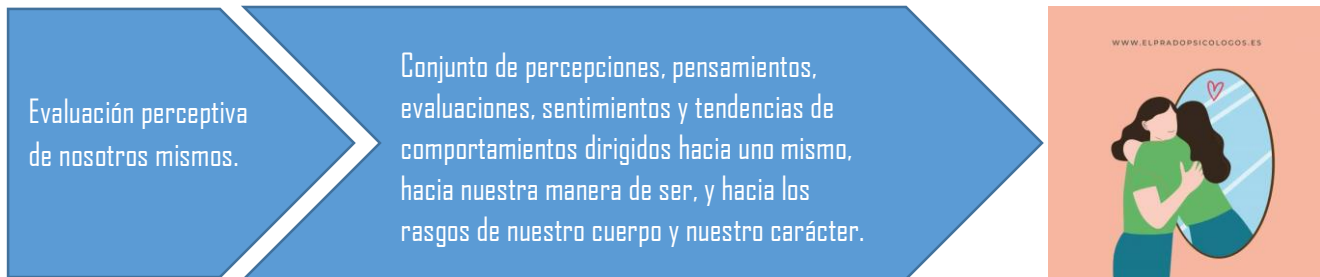 Evaluación perceptiva
de nosotros mismos.
Conjunto de percepciones, pensamientos,
evaluaciones, sentimientos y tendencias de
comportamientos dirigidos hacia uno mismo,
hacia nuestra manera de ser, y hacia los
rasgos de nuestro cuerpo y nuestro carácter.
WWW.ELPRADOPSICOLOGOS.ES